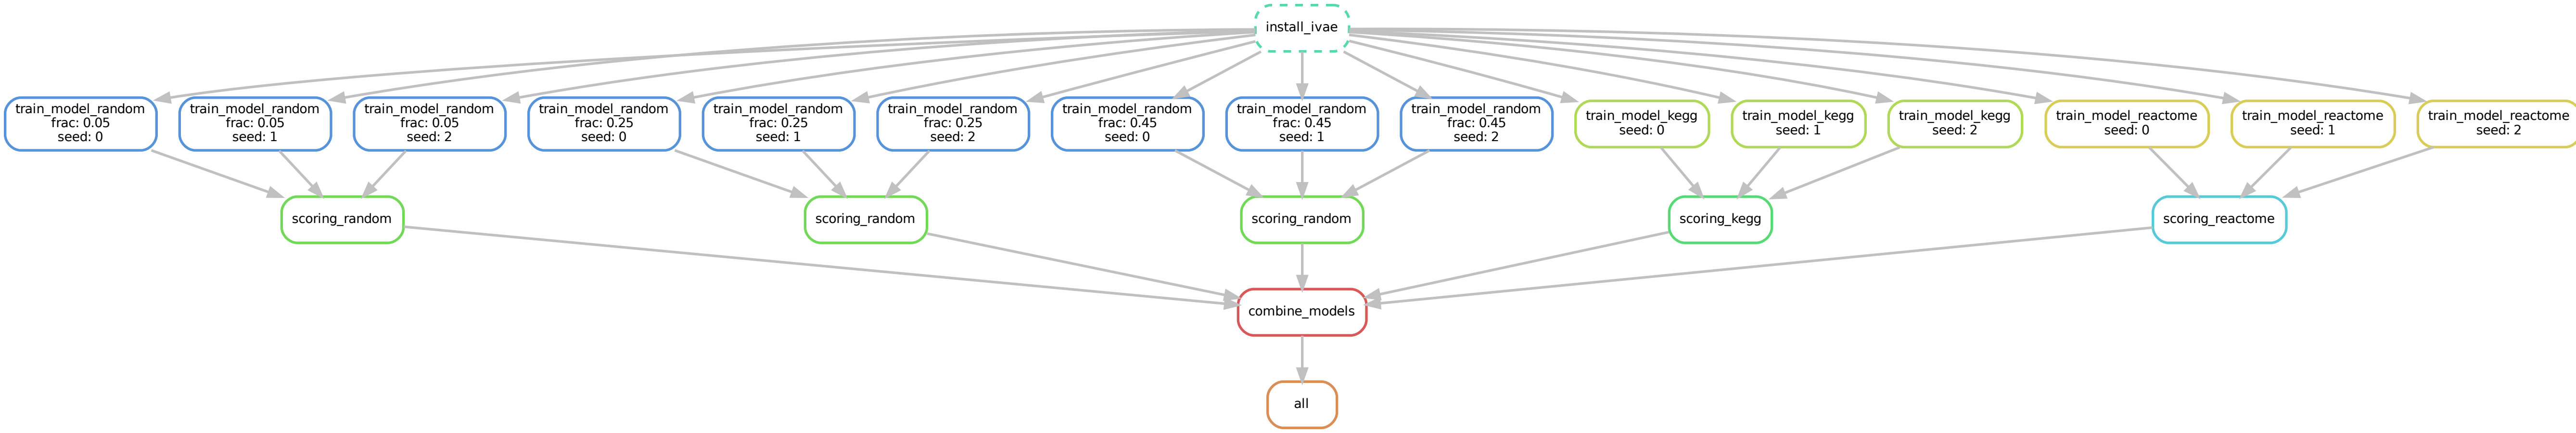 install_ivae
train_model_random
frac: 0.05
seed: 0
train_model_random
frac: 0.05
seed: 1
train_model_random
frac: 0.05
seed: 2
train_model_random
frac: 0.25
seed: 0
train_model_random
frac: 0.25
seed: 1
train_model_random
frac: 0.25
seed: 2
train_model_random
frac: 0.45
seed: 0
train_model_random
frac: 0.45
seed: 1
train_model_random
frac: 0.45
seed: 2
train_model_kegg
seed: 0
train_model_kegg
seed: 1
train_model_kegg
seed: 2
train_model_reactome
seed: 0
train_model_reactome
seed: 1
train_model_reactome
seed: 2
scoring_random
scoring_random
scoring_random
scoring_kegg
scoring_reactome
combine_models
all